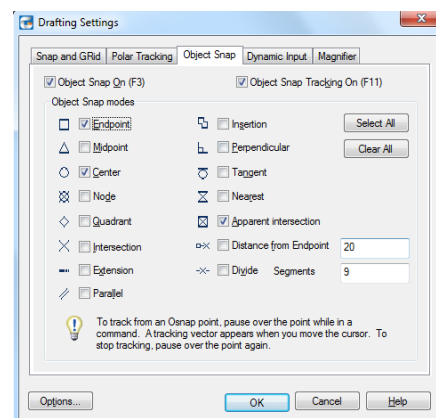 Drafting Settings
Snap and GRid Polar Tracking Object Snap Dynamic Input Magnifier
Object Snap On (F3) Object Snap Tracking On (F11)
Object Snap modes
Endpoint Insertion Select All
Midpoint Perpendicular Clear All
Center Tangent
Node Nearest
Quadrant Apparent intersection
Intersection Distance from Endpoint 20
Extension Divide Segments 9
Parallel
To track from an Osnap point, pause over the point while in a
command. A tracking vector appears when you move the cursor. To
stop tracking, pause over the point again.
Options... OK Cancel Help